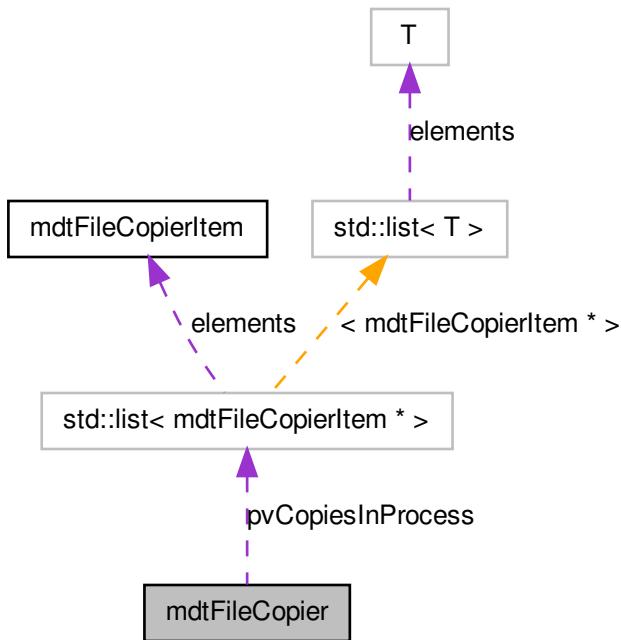 T
elements
mdtFileCopierItem
std::list< T >
elements
< mdtFileCopierItem * >
std::list< mdtFileCopierItem * >
pvCopiesInProcess
mdtFileCopier